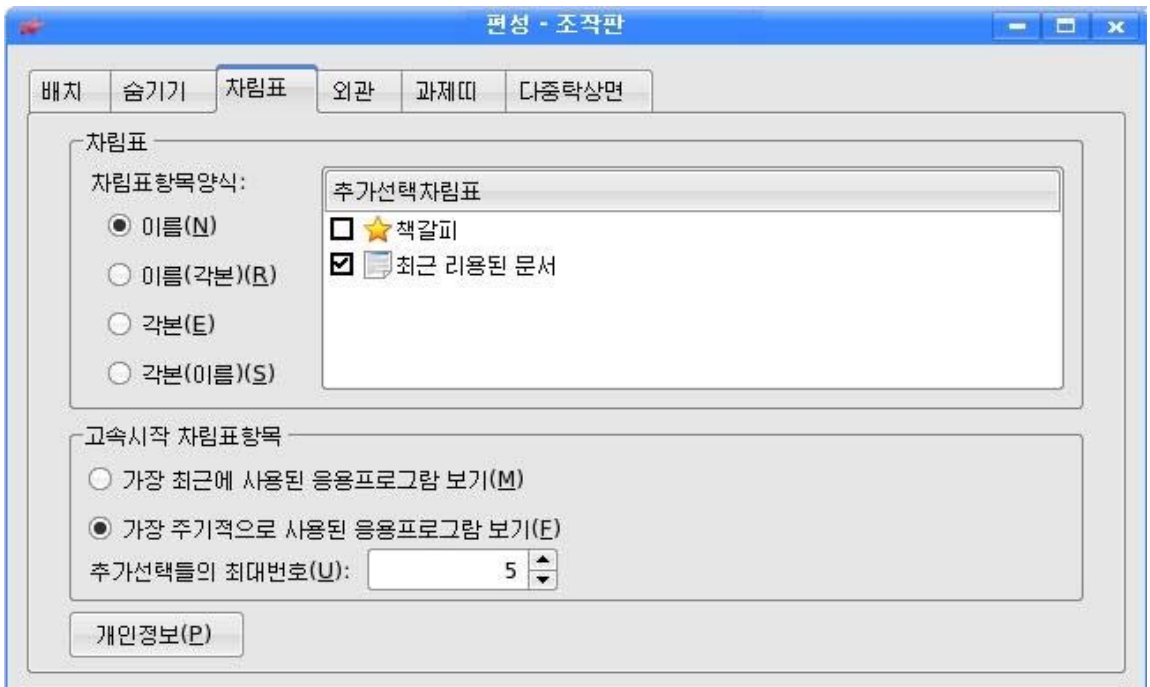 편성 - 조작판
배치 숨기기 차림표 외관 과제띠 다중탁상면
차림표
차림표항목양식:
이름(N)
이름(각본)(R)
각본(E)
각본(이름)(S)
추가선택차림표
책갈피
최근 리용된 문서
고속시작 차림표항목
가장 최근에 사용된 응용프로그람 보기(M)
가장 주기적으로 사용된 응용프로그람 보기(F)
추가선택들의 최대번호(U): 5
개인정보(P)